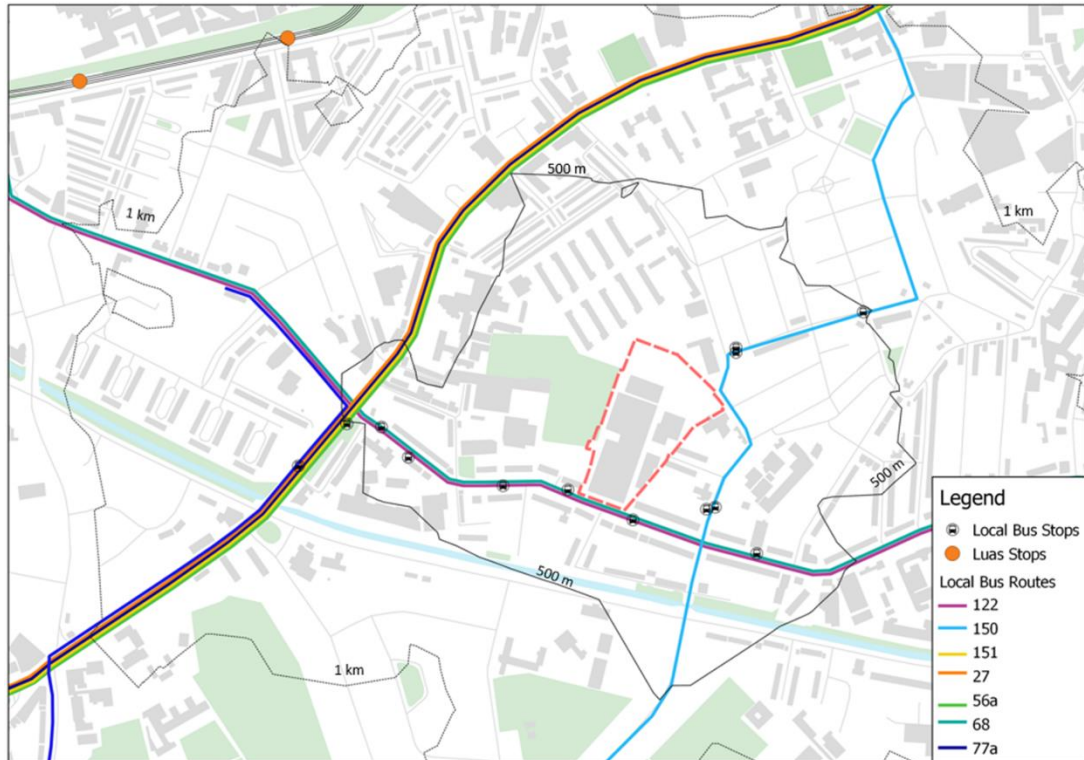 500 m
1 km
1 km
500 m
500 m
1 km
Legend
Local Bus Stops
Luas Stops
Local Bus Routes
122
150
151
27
56a
68
77a